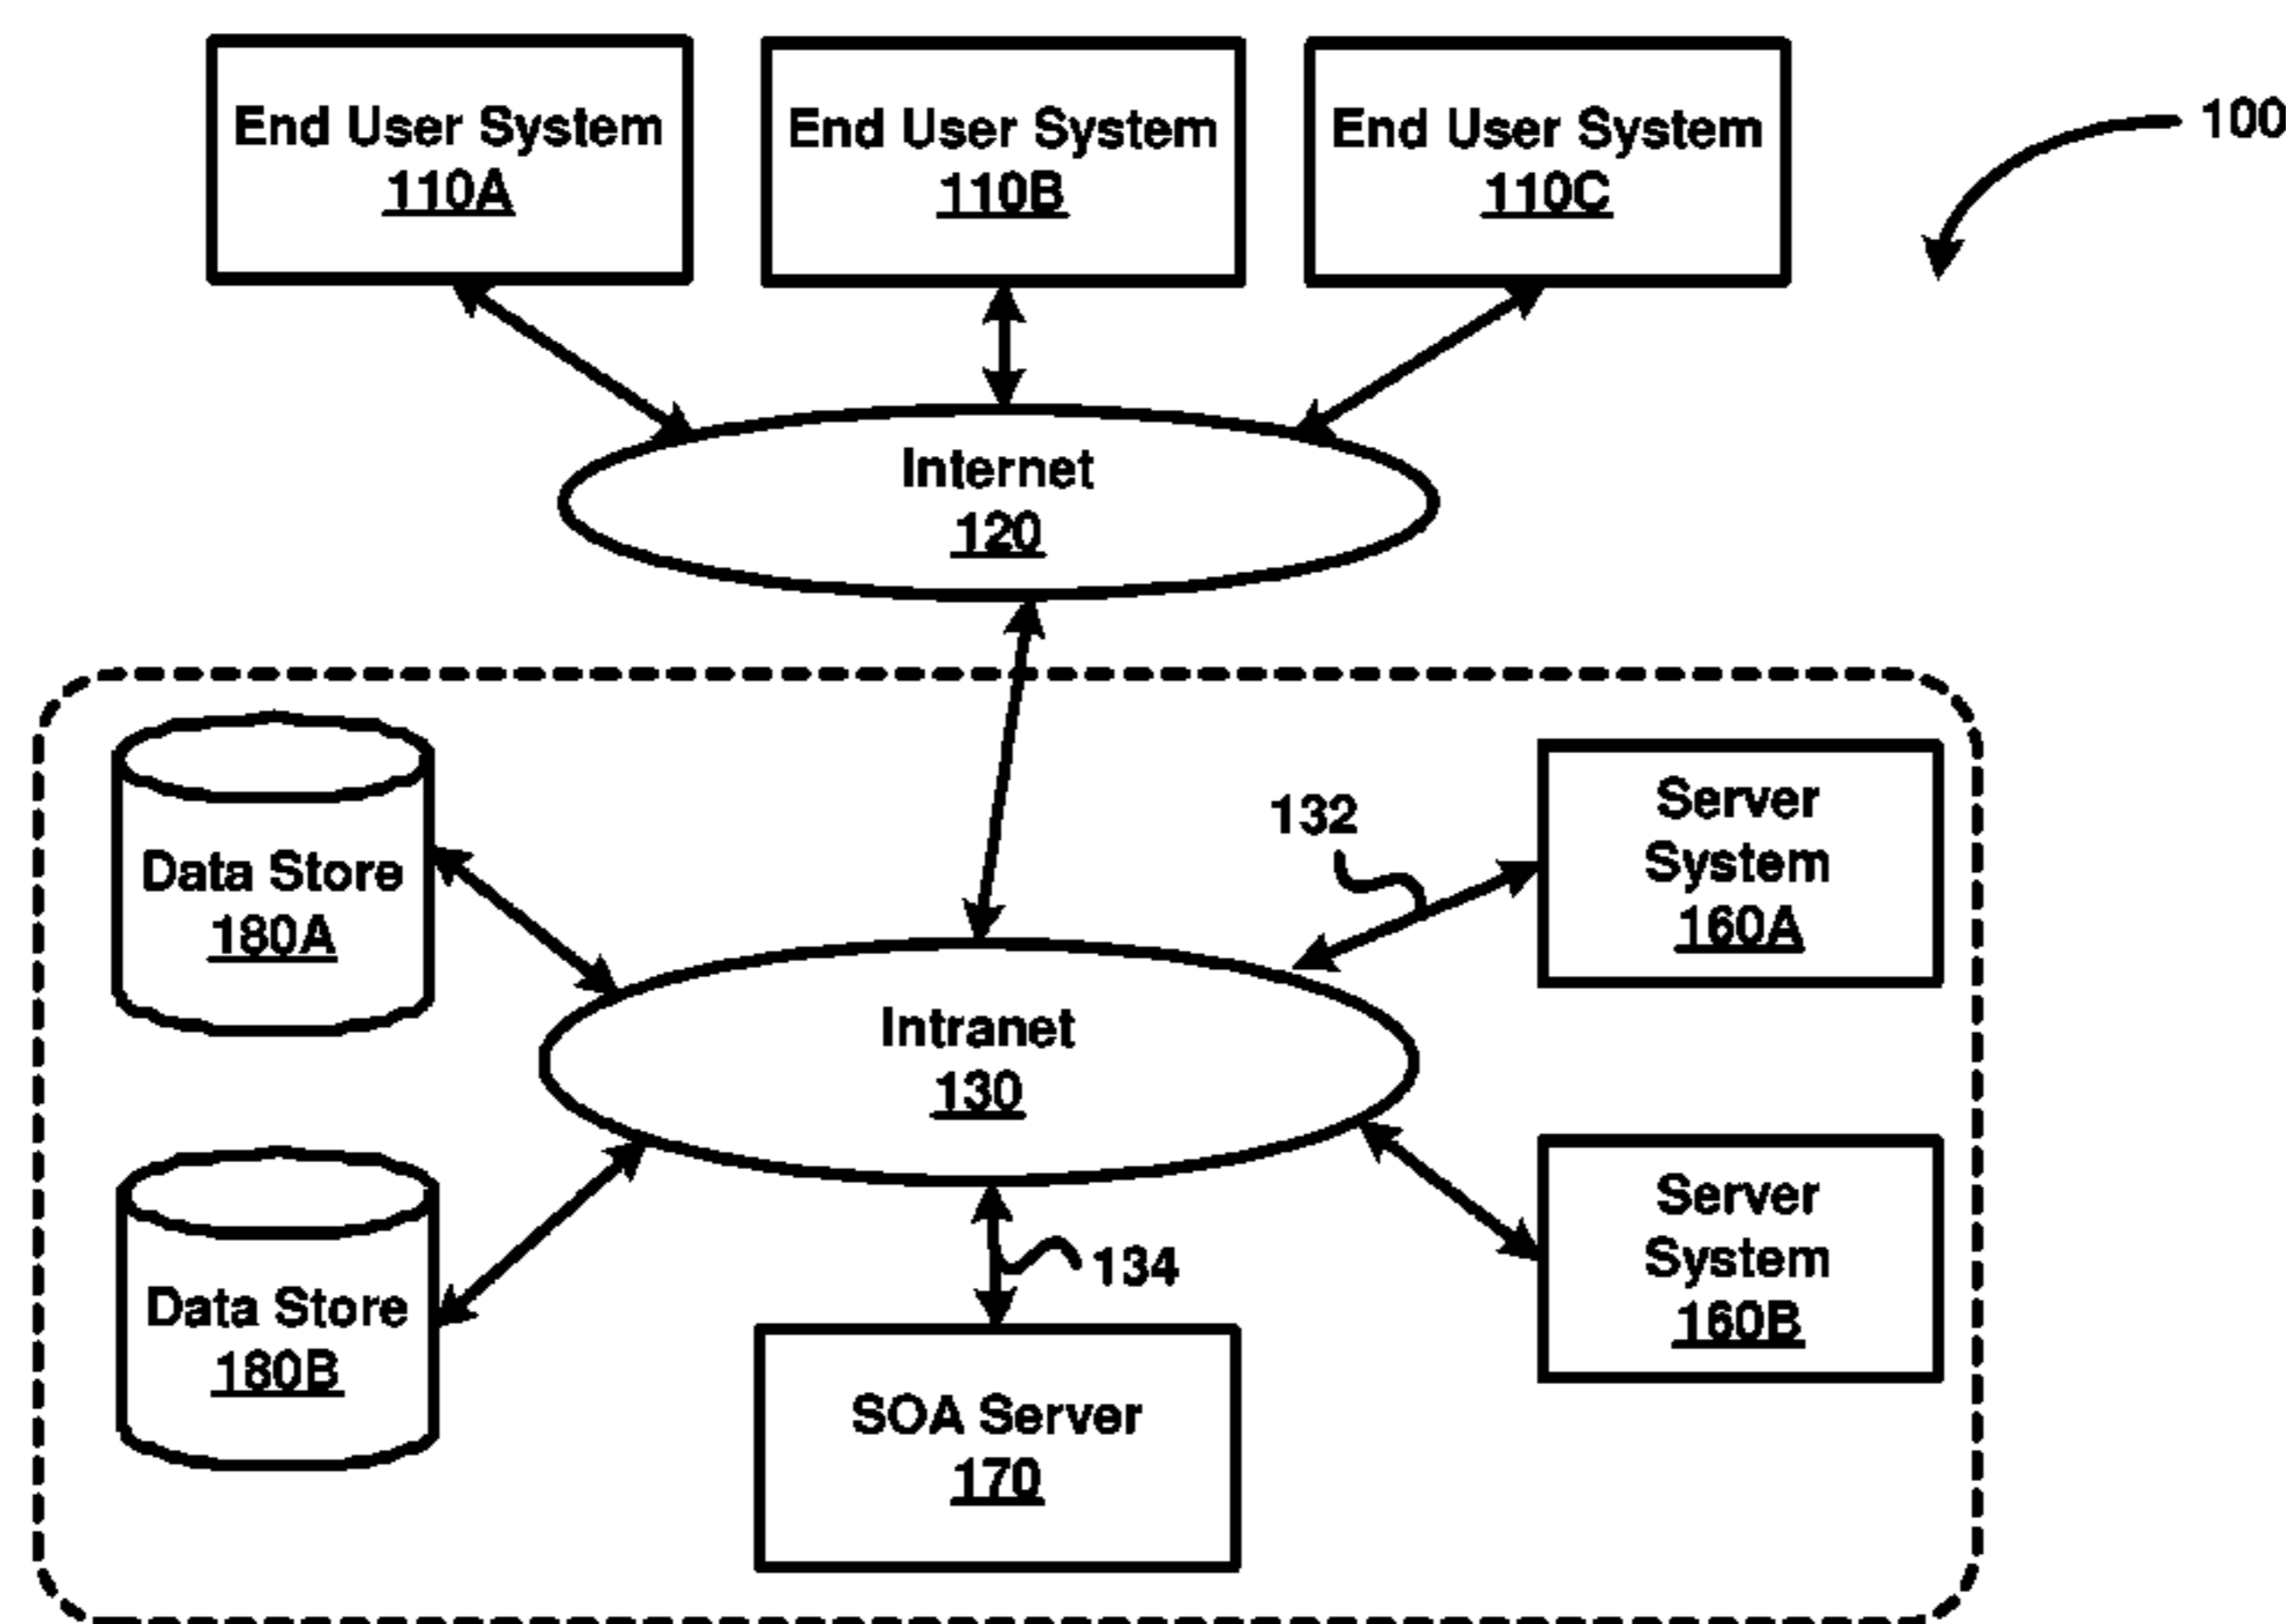 End User System
110A
End User System
110B
End User System
110C
100
Internet
120
Data Store
180A
132
Server
System
160A
Intranet
130
Data Store
180B
134
Server
System
160B
SOA Server
170